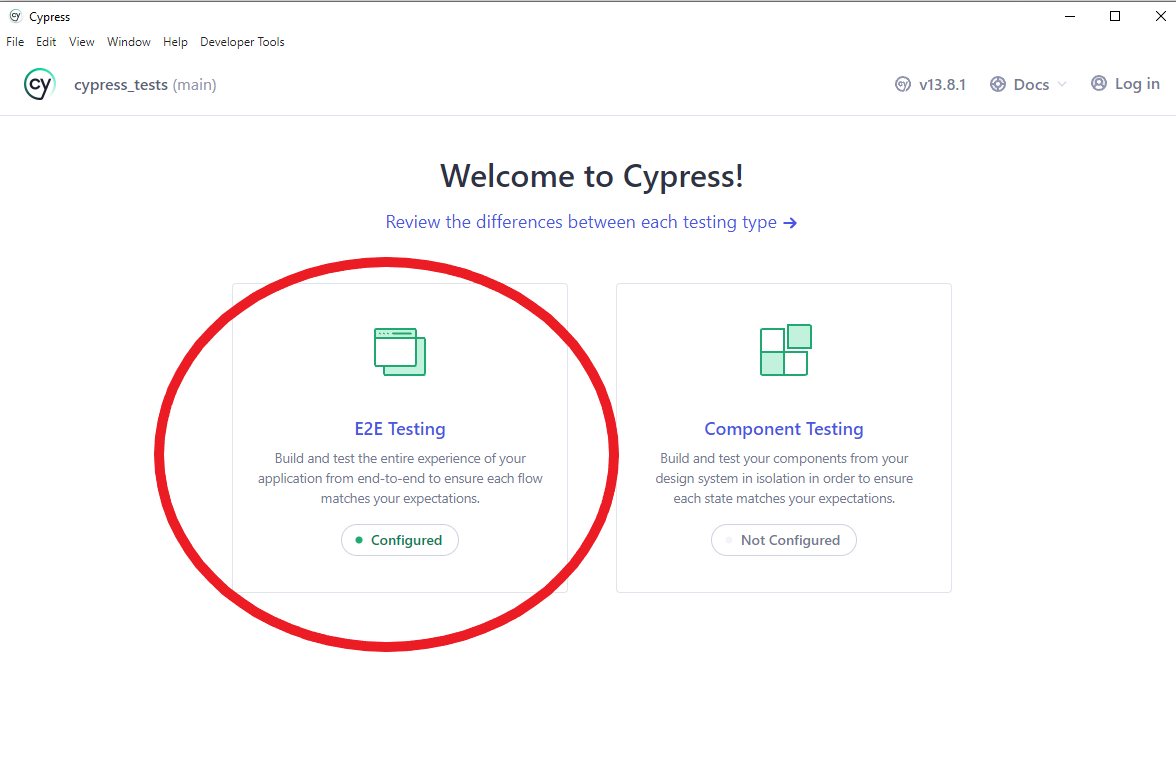 Cypress
File Edit View Window Help Developer Tools
cy cypress_tests (main) v13.8.1 Docs Log in
Welcome to Cypress!
Review the differences between each testing type →
E2E Testing
Build and test the entire experience of your
application from end-to-end to ensure each flow
matches your expectations.
Configured
Component Testing
Build and test your components from your
design system in isolation in order to ensure
each state matches your expectations.
Not Configured